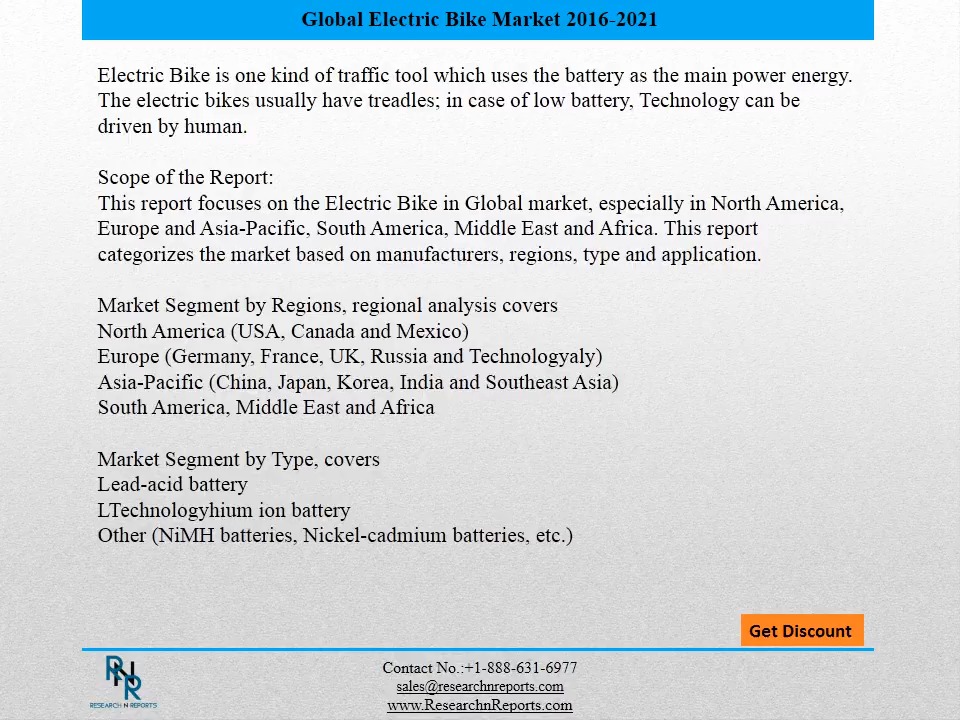 Global Electric Bike Market 2016-2021
Electric Bike is one kind of traffic tool which uses the battery as the main power energy.
The electric bikes usually have treadles; in case of low battery, Technology can be
driven by human.
Scope of the Report:
This report focuses on the Electric Bike in Global market, especially in North America,
Europe and Asia-Pacific, South America, Middle East and Africa. This report
categorizes the market based on manufacturers, regions, type and application.
Market Segment by Regions, regional analysis covers
North America (USA, Canada and Mexico)
Europe (Germany, France, UK, Russia and Technologyaly)
Asia-Pacific (China, Japan, Korea, India and Southeast Asia)
South America, Middle East and Africa
Market Segment by Type, covers
Lead-acid battery
LTechnologyhium ion battery
Other (NiMH batteries, Nickel-cadmium batteries, etc.)
Get Discount
RNR
RESEARCH N REPORTS
Contact No.:+1-888-631-6977
sales@researchnreports.com
www.ResearchnReports.com